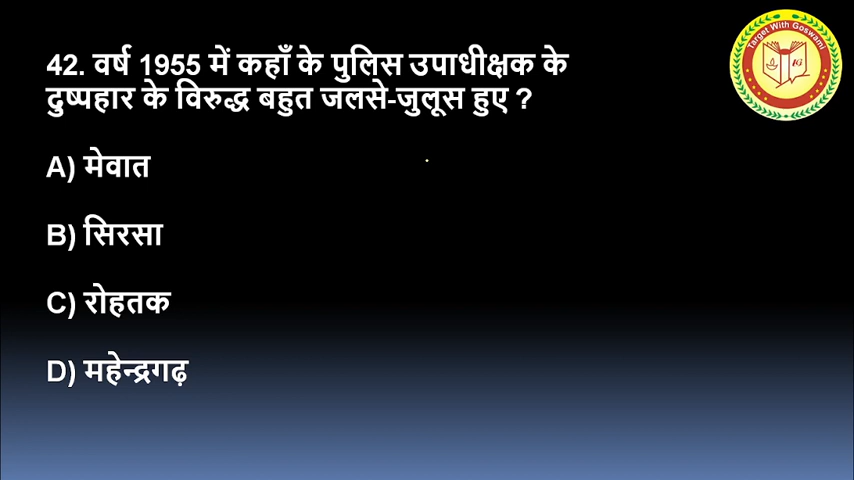 Target With Goswami
42. वर्ष 1955 में कहाँ के पुलिस उपाधीक्षक के
दुष्पहार के विरुद्ध बहुत जलसे-जुलूस हुए ?
A) मेवात
B) सिरसा
C) रोहतक
D) महेन्द्रगढ़